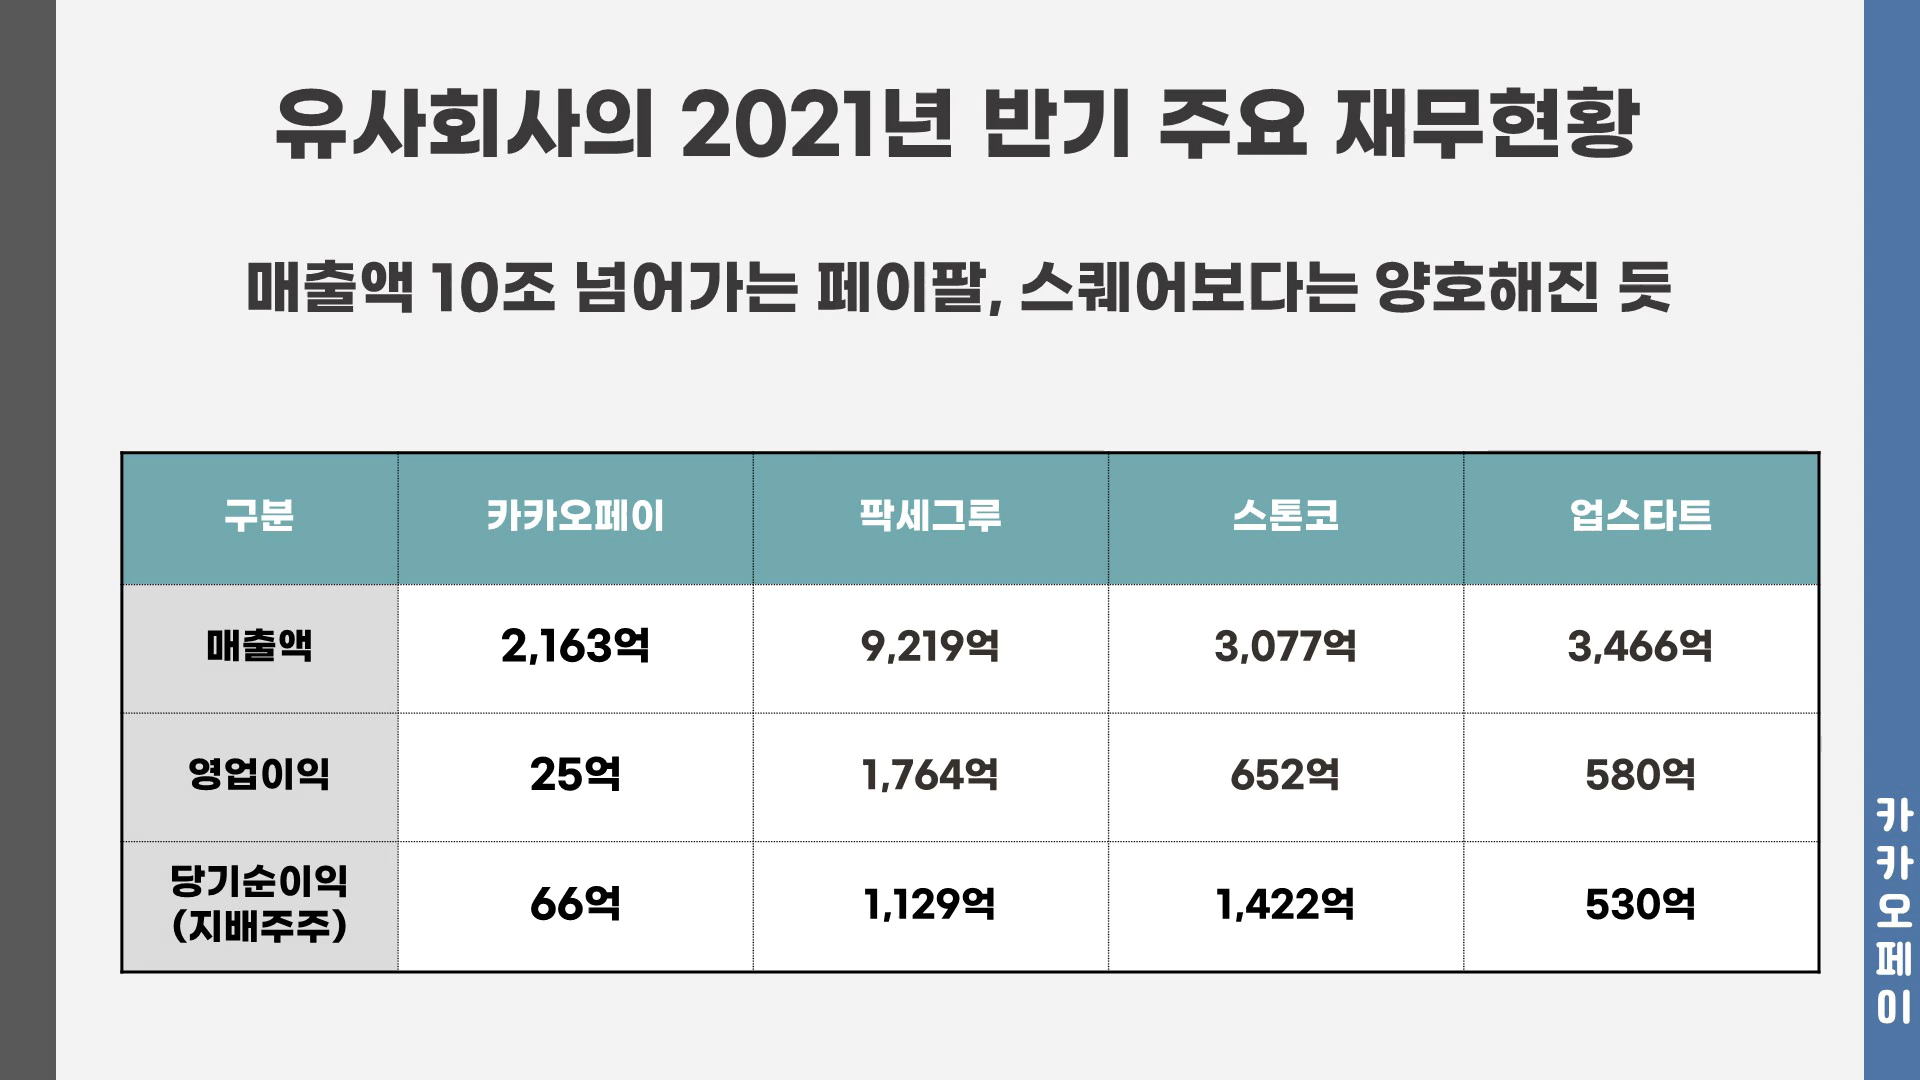 유사회사의 2021년 반기 주요 재무현황
매출액 10조 넘어가는 페이팔, 스퀘어보다는 양호해진 듯
구분 카카오페이 팍세그루 스톤코 업스타트
매출액 2,163억 9,219억 3,077억 3,466억
영업이익 25억 1,764억 652억 580억
당기순이익
(지배주주) 66억 1,129억 1,422억 530억
카카오페이